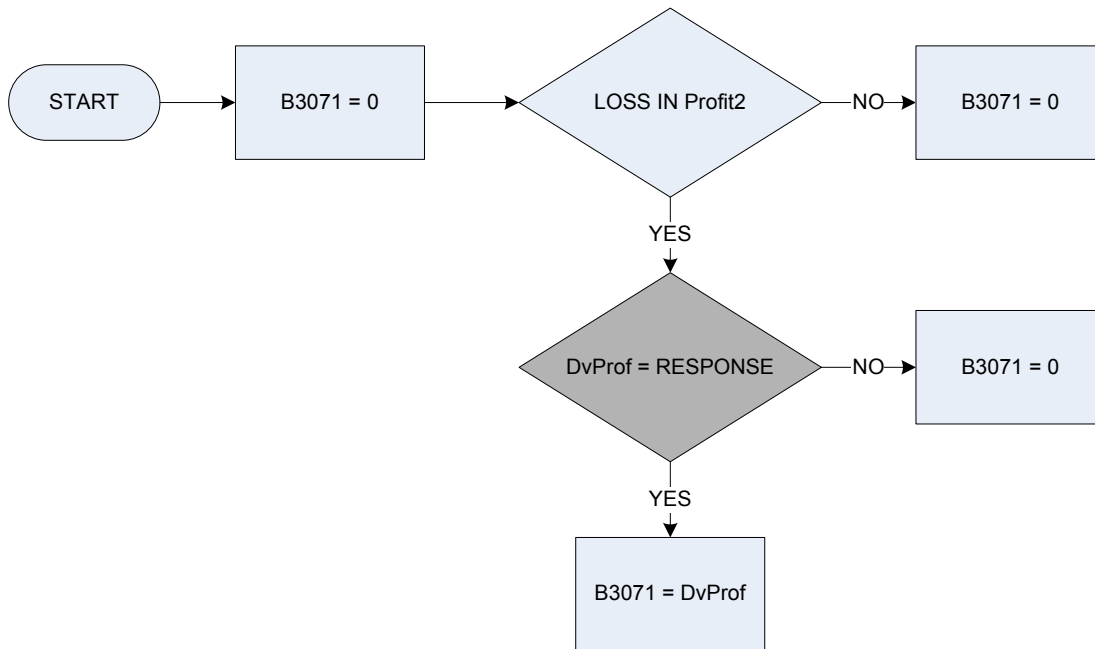 START
B3071 = 0
LOSS IN Profit2
NO
B3071 = 0
YES
DvProf = RESPONSE
NO
B3071 = 0
YES
B3071 = DvProf